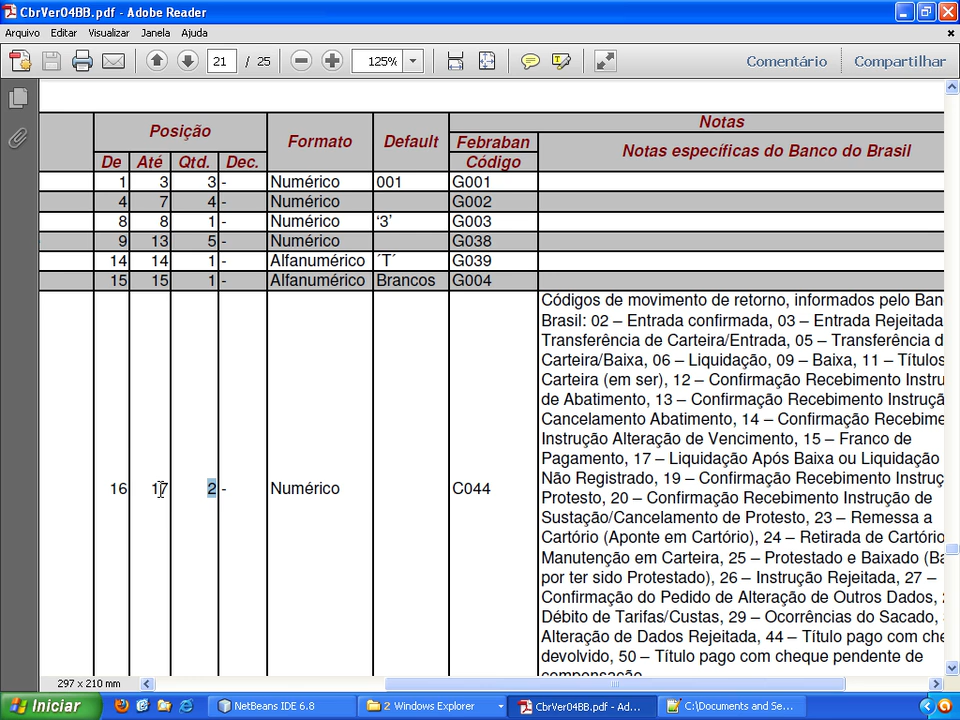 CbrVer04BB.pdf - Adobe Reader
Arquivo Editar Visualizar Janela Ajuda
21 / 25 125% Comentário Compartilhar
Posição Formato Default Notas
Febraban Notas específicas do Banco do Brasil
De Até Qtd. Dec. Código
1 3 3 - Numérico 001 G001
4 7 4 - Numérico G002
8 8 1 - Numérico ‘3’ G003
9 13 5 - Numérico G038
14 14 1 - Alfanumérico ´T´ G039
15 15 1 - Alfanumérico Brancos G004
16 17 2 - Numérico C044
Códigos de movimento de retorno, informados pelo Ban
Brasil: 02 – Entrada confirmada, 03 – Entrada Rejeitada
Transferência de Carteira/Entrada, 05 – Transferência d
Carteira/Baixa, 06 – Liquidação, 09 – Baixa, 11 – Títulos
Carteira (em ser), 12 – Confirmação Recebimento Instru
de Abatimento, 13 – Confirmação Recebimento Instruçã
Cancelamento Abatimento, 14 – Confirmação Recebime
Instrução Alteração de Vencimento, 15 – Franco de
Pagamento, 17 – Liquidação Após Baixa ou Liquidação
Não Registrado, 19 – Confirmação Recebimento Instruç
Protesto, 20 – Confirmação Recebimento Instrução de
Sustação/Cancelamento de Protesto, 23 – Remessa a
Cartório (Aponte em Cartório), 24 – Retirada de Cartório
Manutenção em Carteira, 25 – Protestado e Baixado (Ba
por ter sido Protestado), 26 – Instrução Rejeitada, 27 –
Confirmação do Pedido de Alteração de Outros Dados,
Débito de Tarifas/Custas, 29 – Ocorrências do Sacado,
Alteração de Dados Rejeitada, 44 – Título pago com che
devolvido, 50 – Título pago com cheque pendente de
compensação
297 x 210 mm
Iniciar NetBeans IDE 6.8 2 Windows Explorer CbrVer04BB.pdf - Ad... C:\Documents and Se...